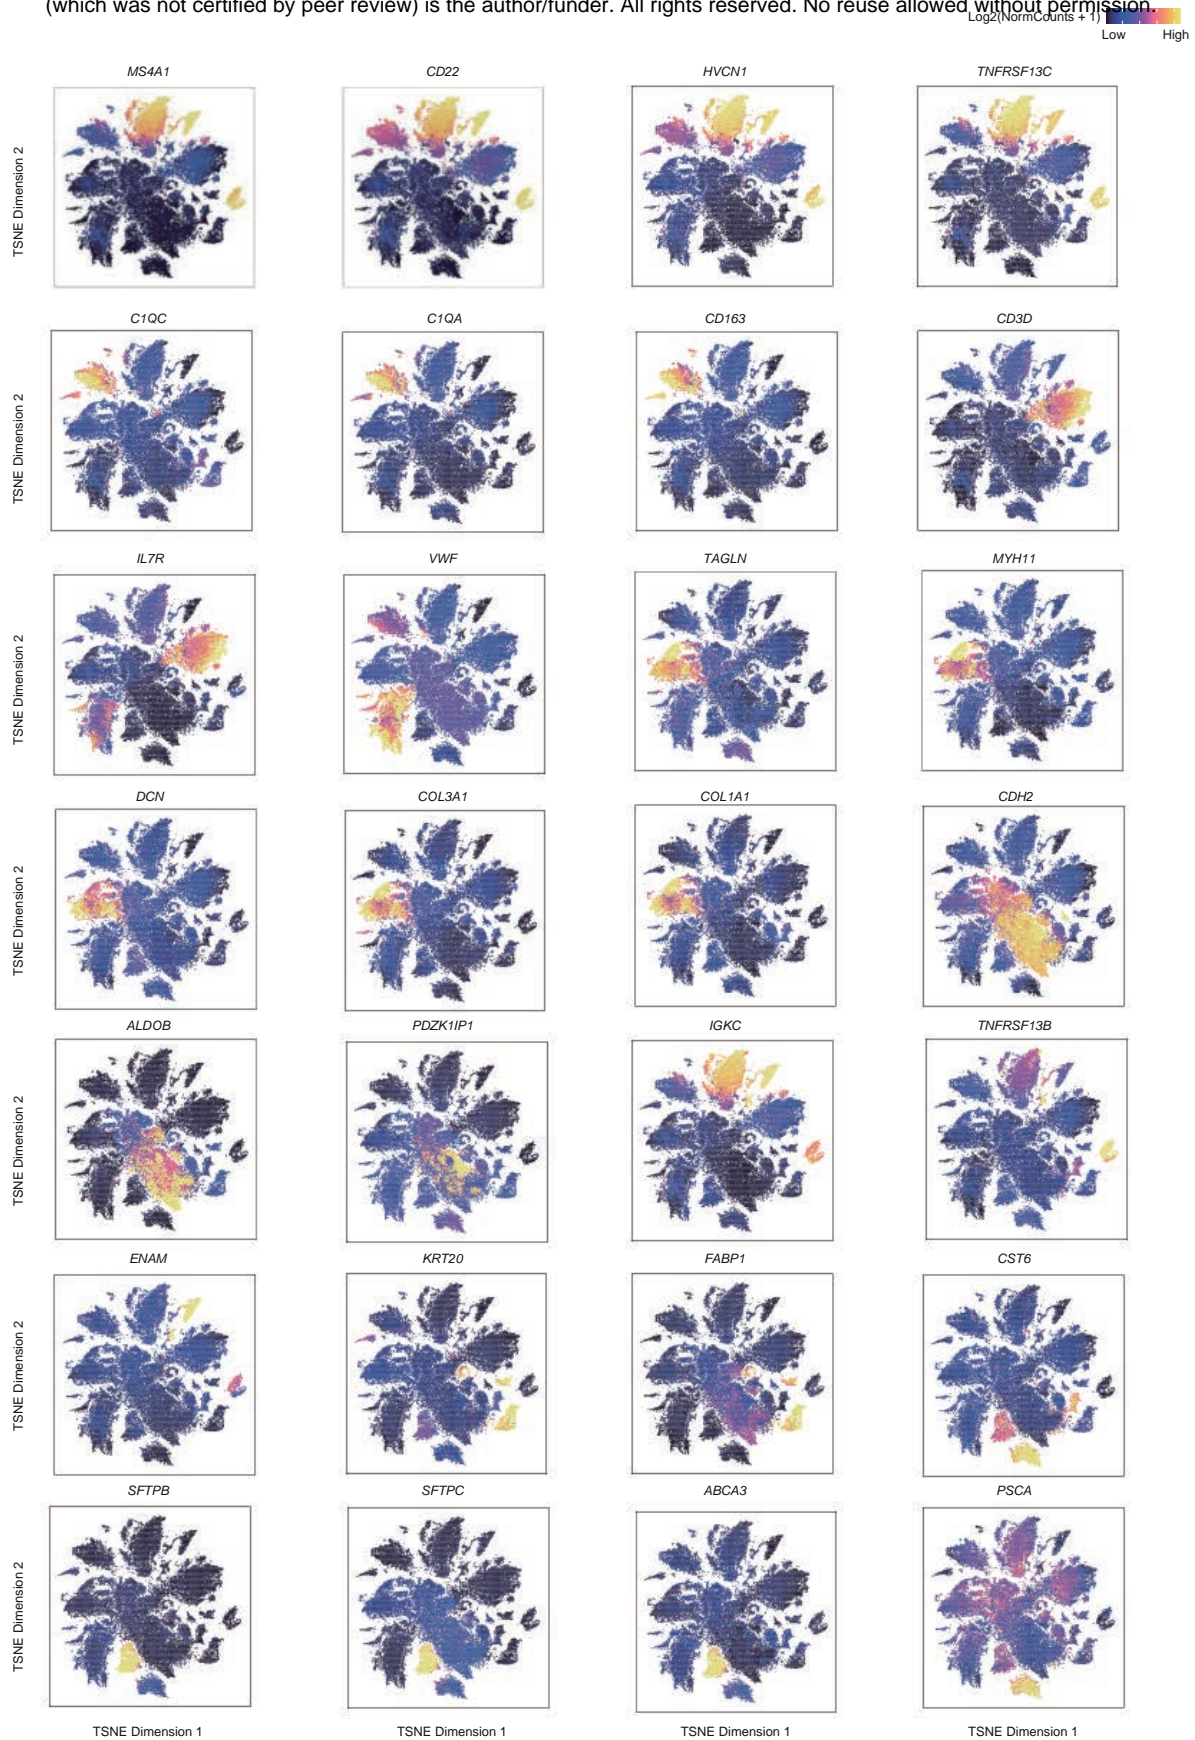 (which was not certified by peer review) is the author/funder. All rights reserved. No reuse allowed without permission.
Log2(NormCounts + 1)
Low High
MS4A1 CD22 HVCN1 TNFRSF13C
TSNE Dimension 2
C1QC C1QA CD163 CD3D
TSNE Dimension 2
IL7R VWF TAGLN MYH11
TSNE Dimension 2
DCN COL3A1 COL1A1 CDH2
TSNE Dimension 2
ALDOB PDZK1IP1 IGKC TNFRSF13B
TSNE Dimension 2
ENAM KRT20 FABP1 CST6
TSNE Dimension 2
SFTPB SFTPC ABCA3 PSCA
TSNE Dimension 2
TSNE Dimension 1 TSNE Dimension 1 TSNE Dimension 1 TSNE Dimension 1